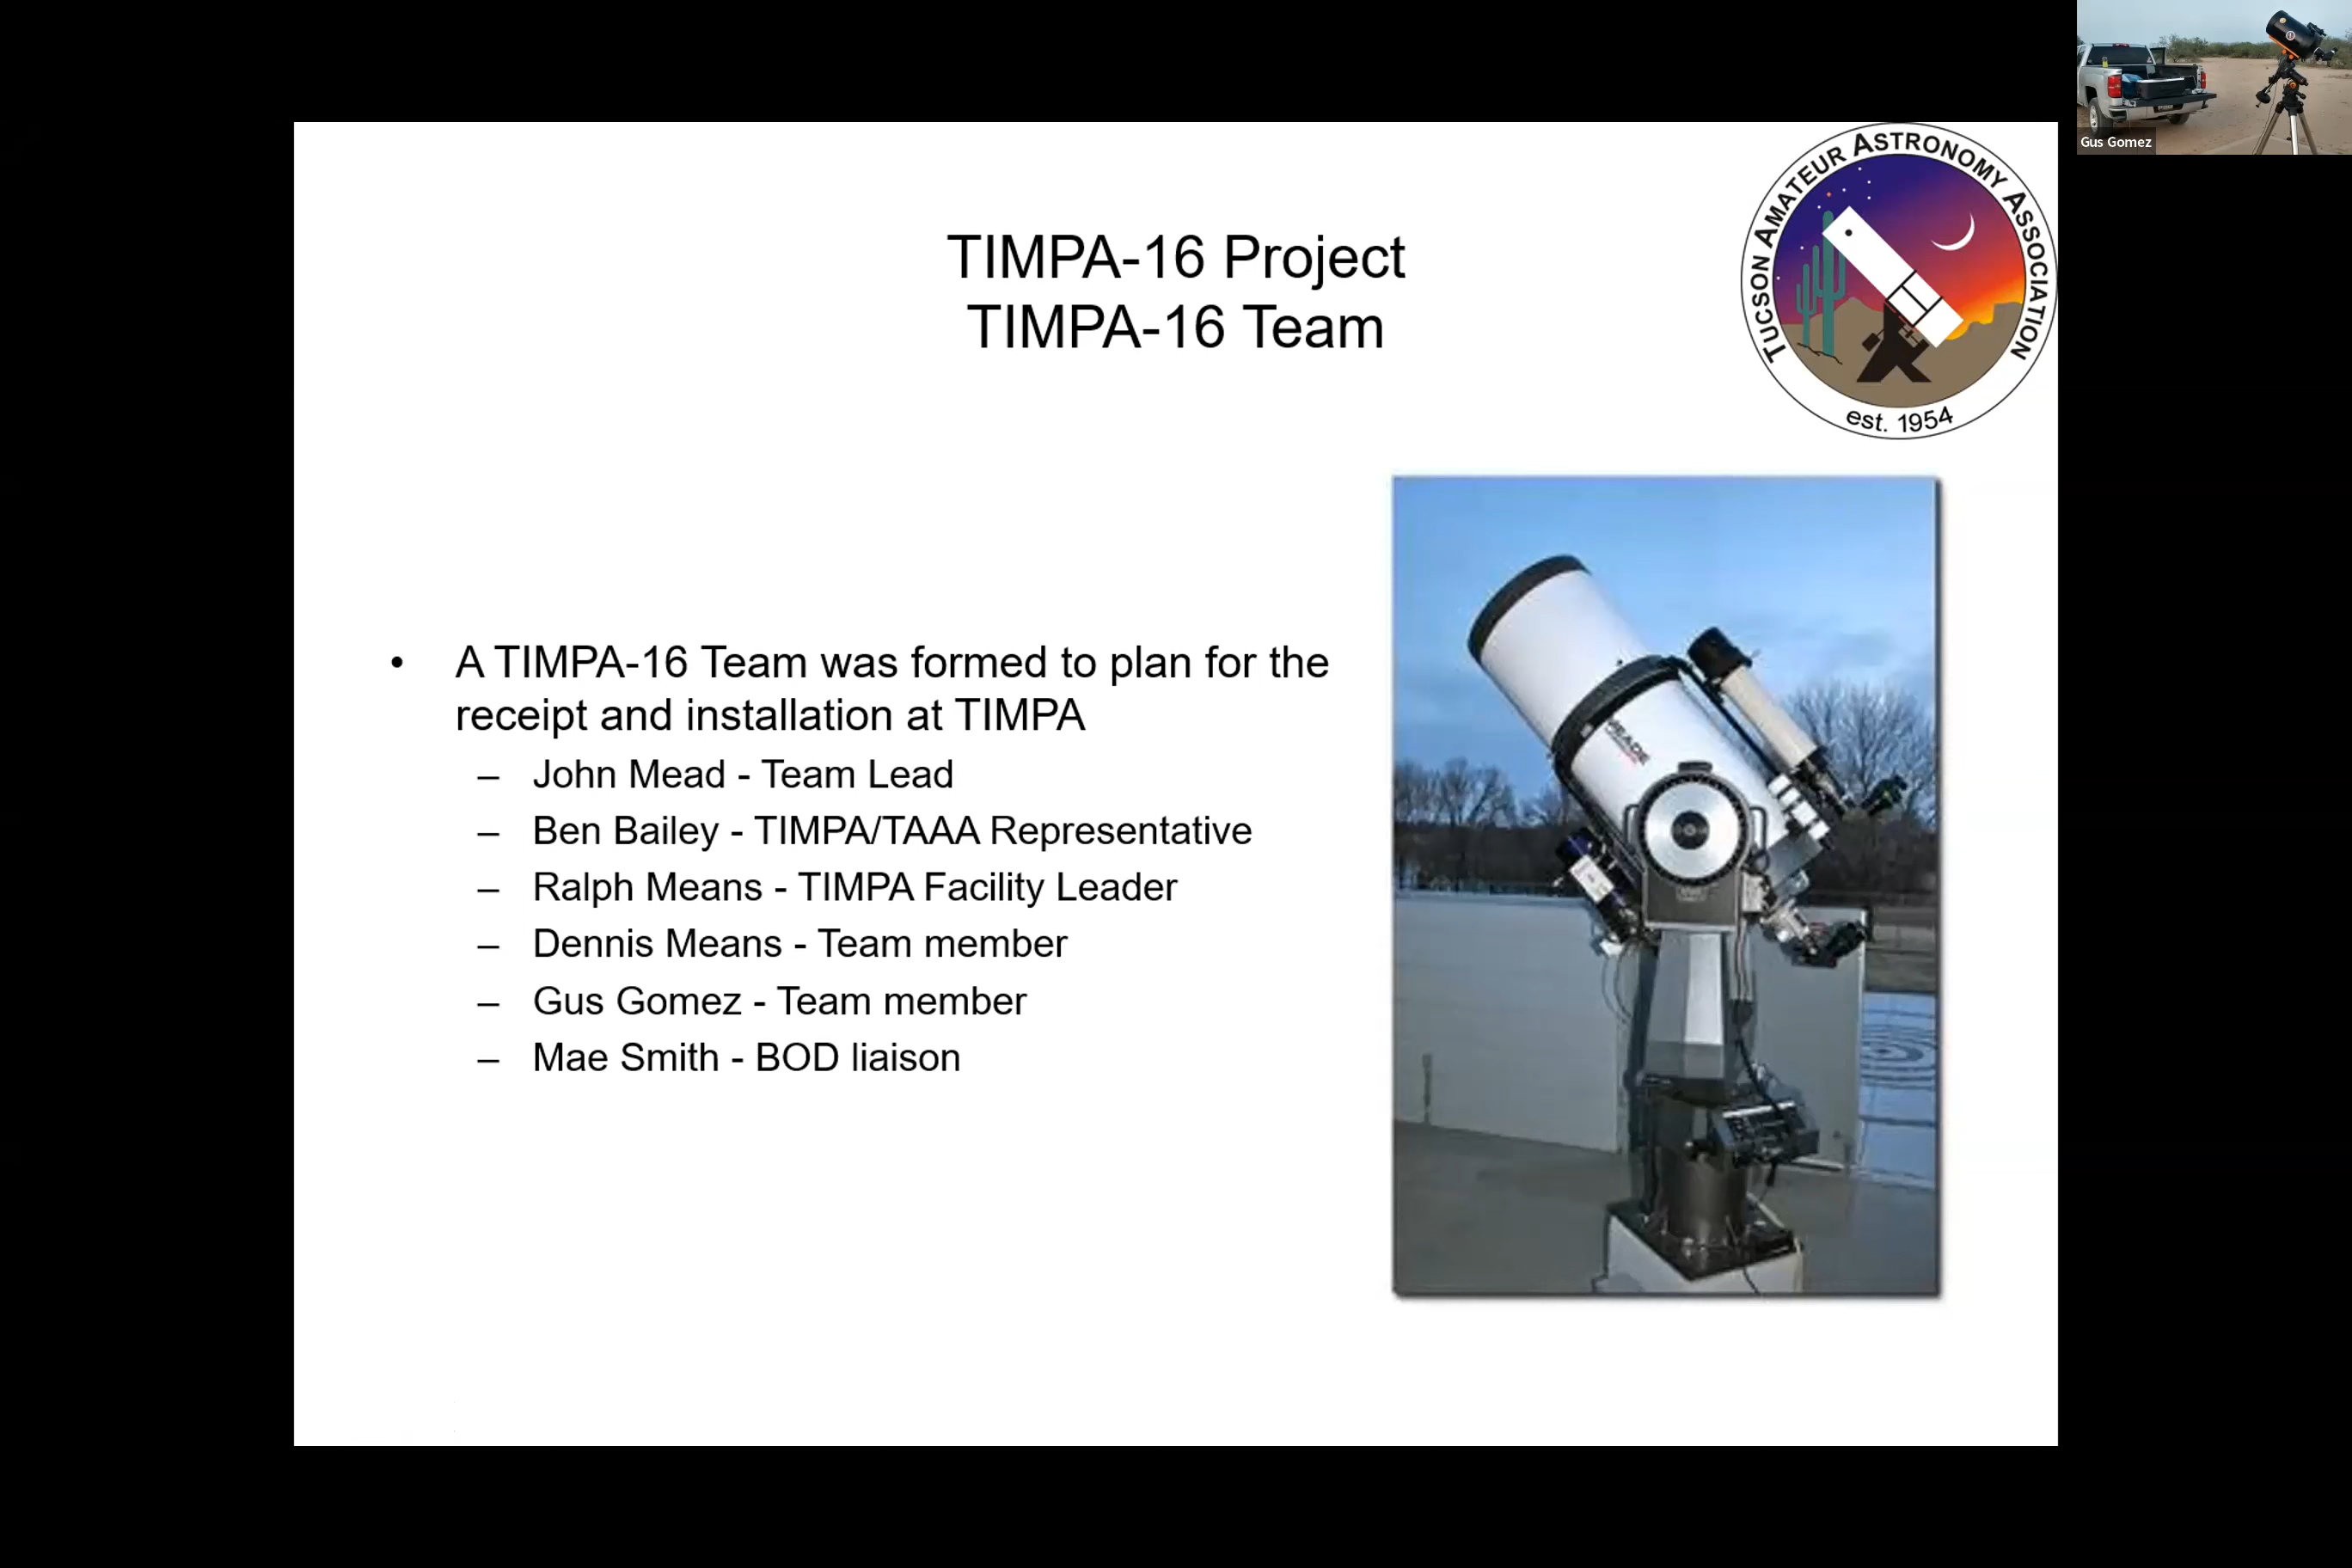 Gus Gomez
TUCSON AMATEUR ASTRONOMY ASSOCIATION
est. 1954
TIMPA-16 Project
TIMPA-16 Team
• A TIMPA-16 Team was formed to plan for the
receipt and installation at TIMPA
– John Mead - Team Lead
– Ben Bailey - TIMPA/TAAA Representative
– Ralph Means - TIMPA Facility Leader
– Dennis Means - Team member
– Gus Gomez - Team member
– Mae Smith - BOD liaison
MEADE